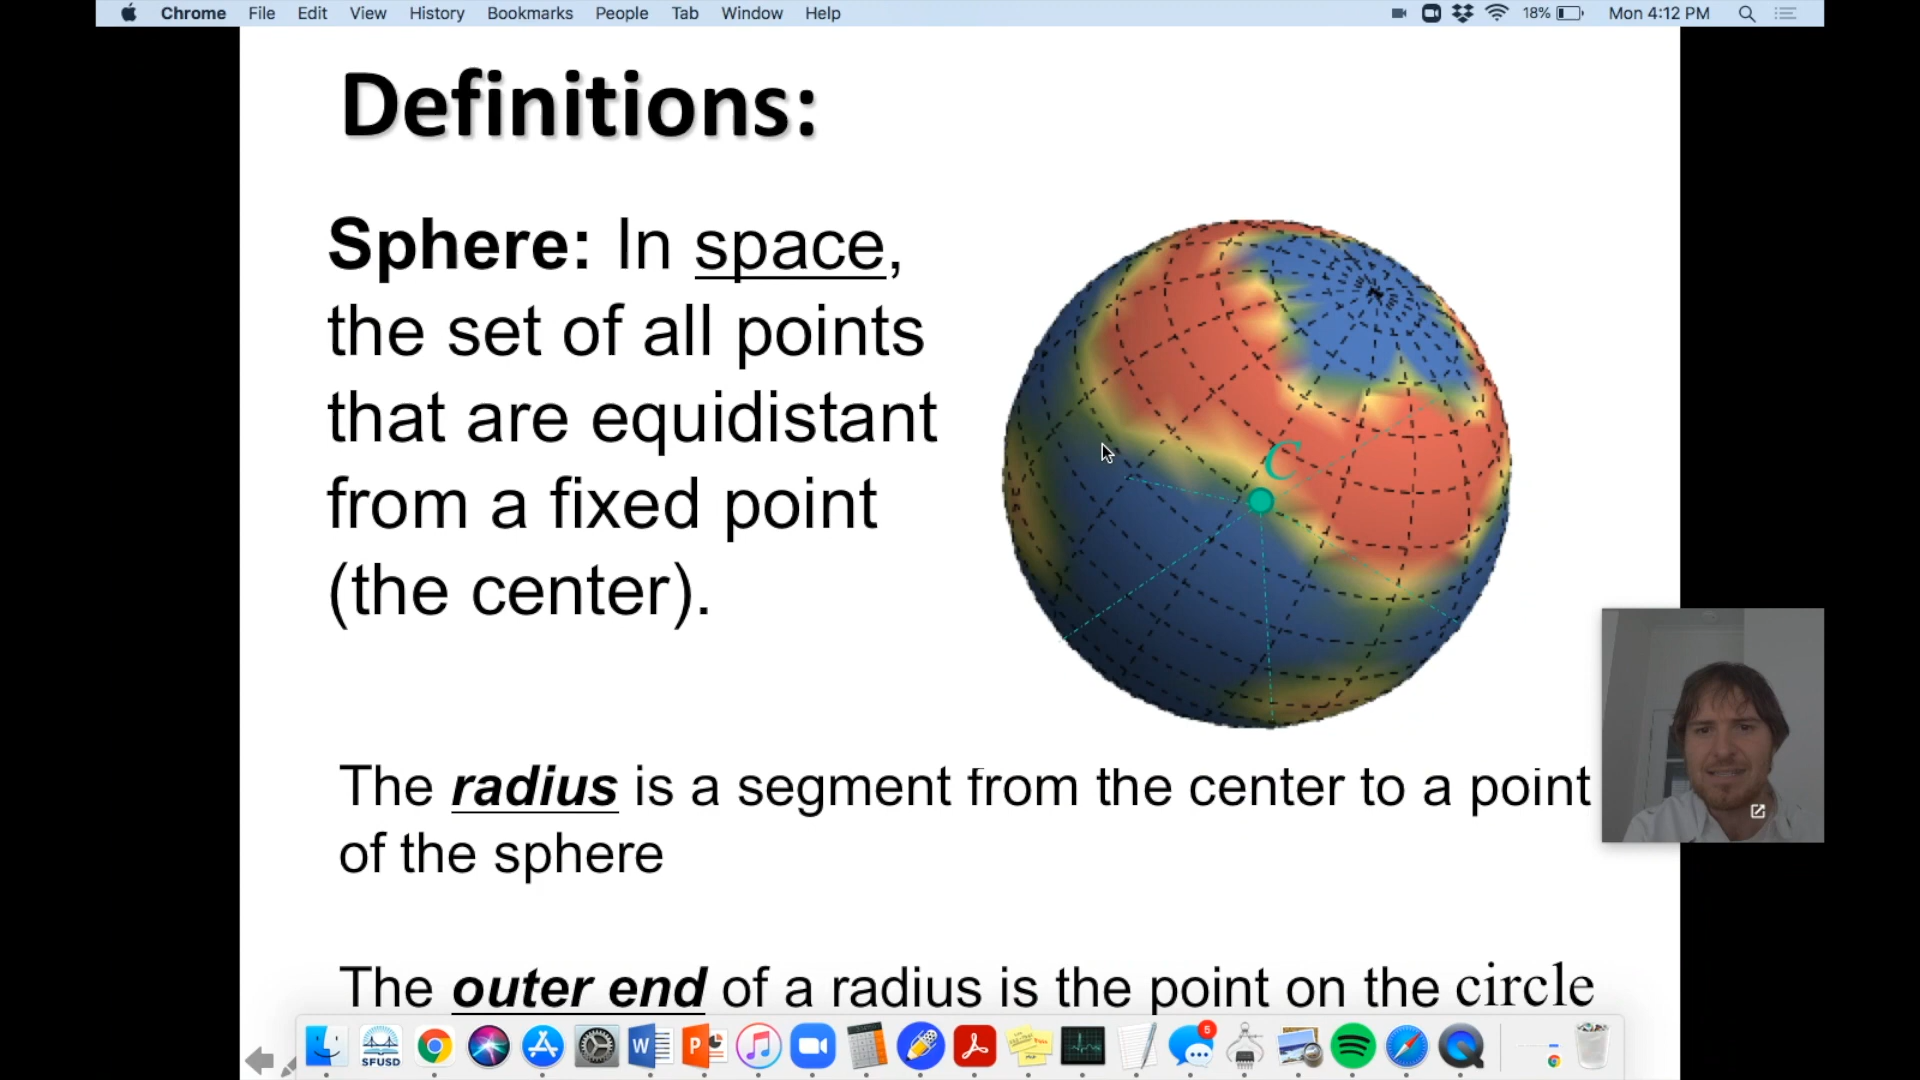 Chrome File Edit View History Bookmarks People Tab Window Help 18% Mon 4:12 PM
Definitions:
Sphere: In space,
the set of all points
that are equidistant
from a fixed point
(the center).
C
The radius is a segment from the center to a point
of the sphere
The outer end of a radius is the point on the circle
SFUSD
W
P
5